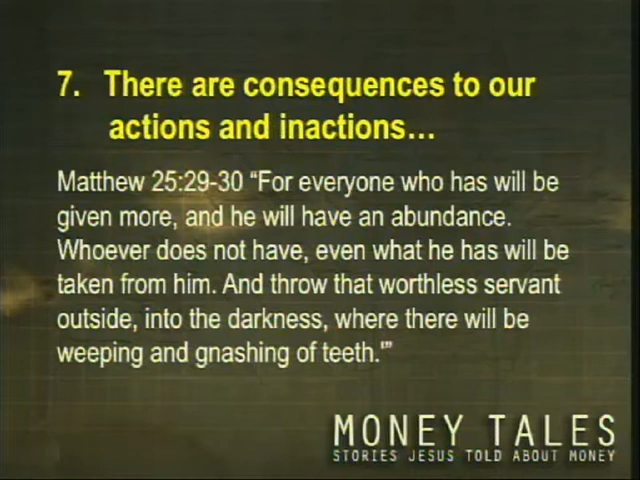 7. There are consequences to our
actions and inactions…
Matthew 25:29-30 “For everyone who has will be
given more, and he will have an abundance.
Whoever does not have, even what he has will be
taken from him. And throw that worthless servant
outside, into the darkness, where there will be
weeping and gnashing of teeth.’”
MONEY TALES
STORIES JESUS TOLD ABOUT MONEY